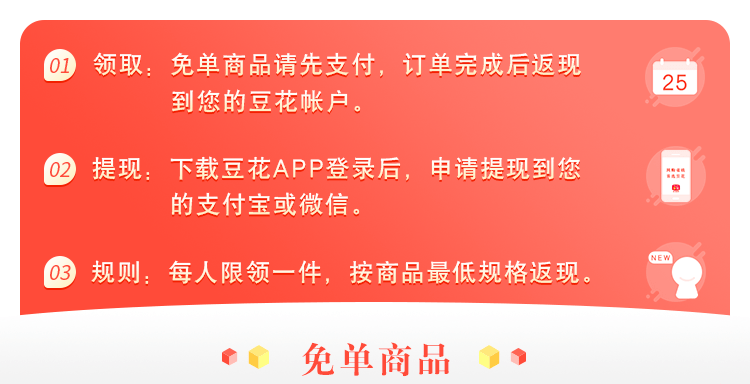 01 领取：免单商品请先支付，订单完成后返现
到您的豆花帐户。
25
02 提现：下载豆花APP登录后，申请提现到您
的支付宝或微信。
03 规则：每人限领一件，按商品最低规格返现。
NEW
免单商品